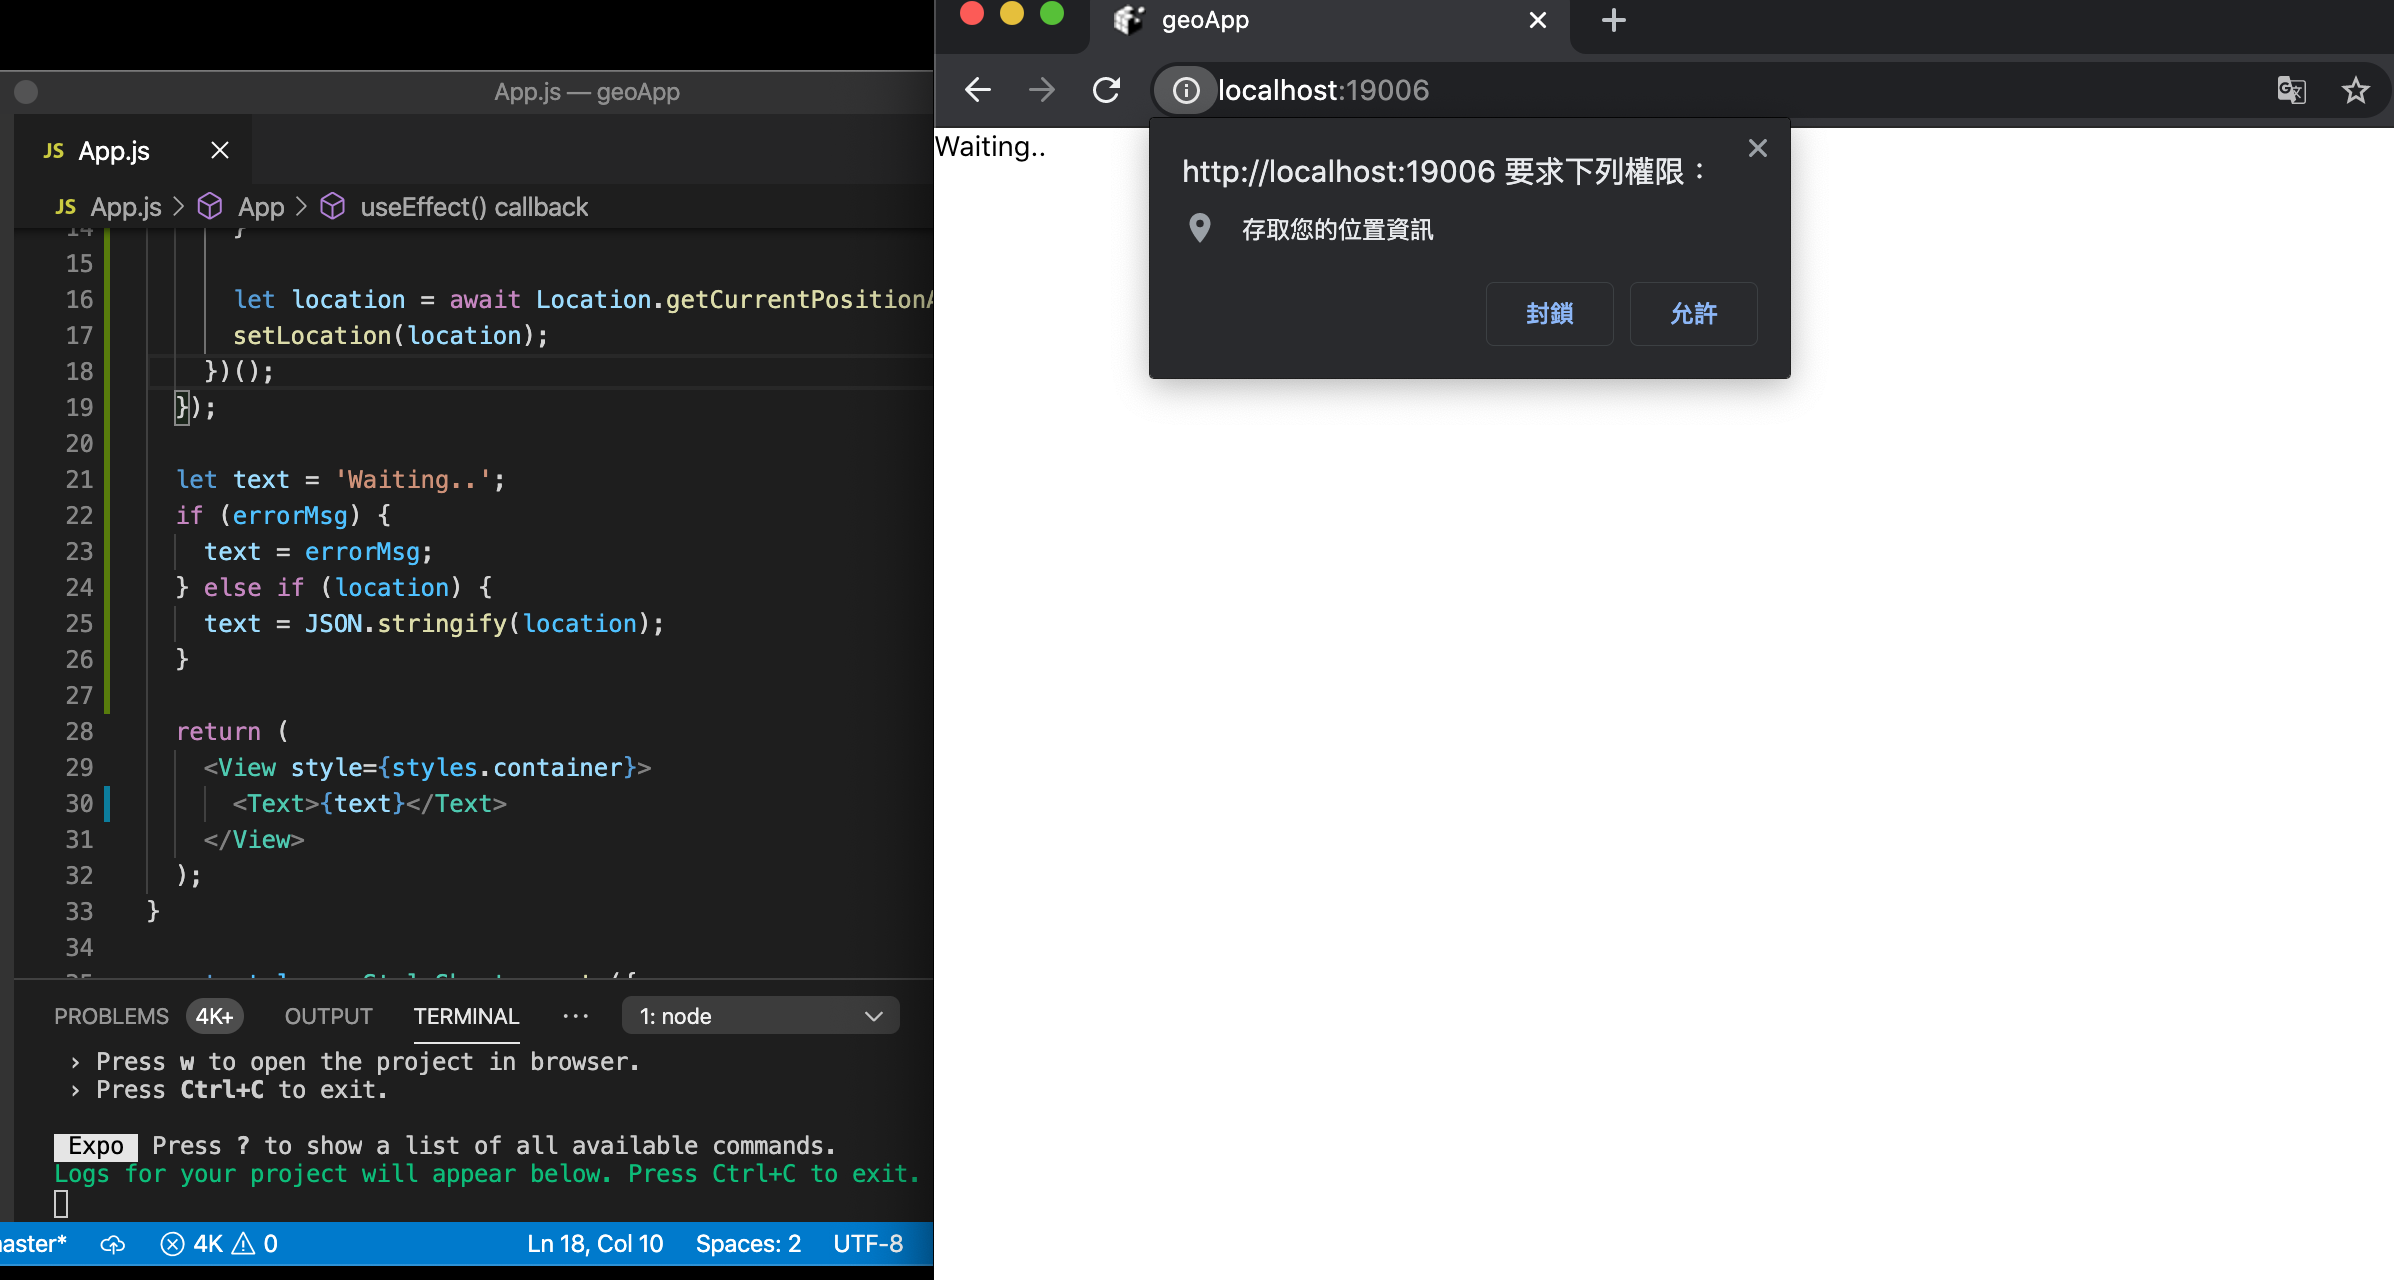 App.js — geoApp
JS App.js
JS App.js > App > useEffect() callback
14 }
15
16 let location = await Location.getCurrentPosition
17 setLocation(location);
18 })();
19 });
20
21 let text = 'Waiting..';
22 if (errorMsg) {
23 text = errorMsg;
24 } else if (location) {
25 text = JSON.stringify(location);
26 }
27
28 return (
29 <View style={styles.container}>
30 <Text>{text}</Text>
31 </View>
32 );
33 }
34
PROBLEMS 4K+ OUTPUT TERMINAL ··· 1: node
› Press w to open the project in browser.
› Press Ctrl+C to exit.
Expo Press ? to show a list of all available commands.
Logs for your project will appear below. Press Ctrl+C to exit.
aster* 4K 0 Ln 18, Col 10 Spaces: 2 UTF-8
geoApp
localhost:19006
Waiting..
http://localhost:19006 要求下列權限：
存取您的位置資訊
封鎖 允許